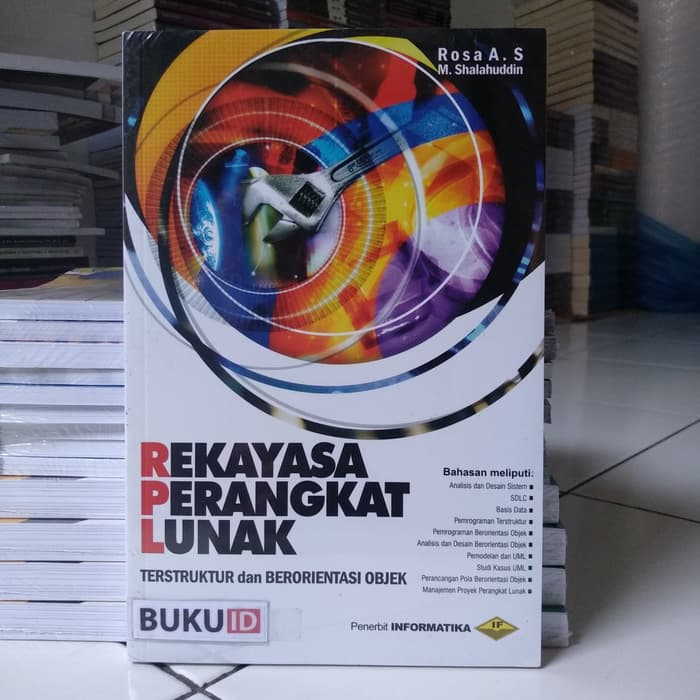 Rosa A. S
M. Shalahuddin
REKAYASA
PERANGKAT
LUNAK
TERSTRUKTUR dan BERORIENTASI OBJEK
Bahasan meliputi:
Analisis dan Desain Sistem
SDLC
Basis Data
Pemrograman Terstruktur
Pemrograman Berorientasi Objek
Analisis dan Desain Berorientasi Objek
Pemodelan dan UML
Studi Kasus UML
Perancangan Pola Berorientasi Objek
Manajemen Proyek Perangkat Lunak
BUKU ID
Penerbit INFORMATIKA
IF